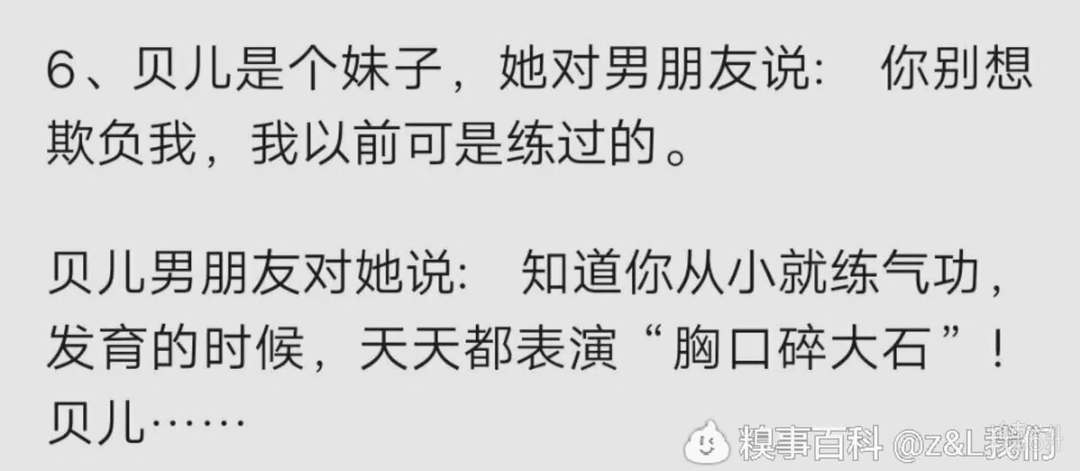 6、贝儿是个妹子，她对男朋友说： 你别想
欺负我，我以前可是练过的。
贝儿男朋友对她说： 知道你从小就练气功，
发育的时候，天天都表演“胸口碎大石”！
贝儿……
糗事百科 @z&L我们